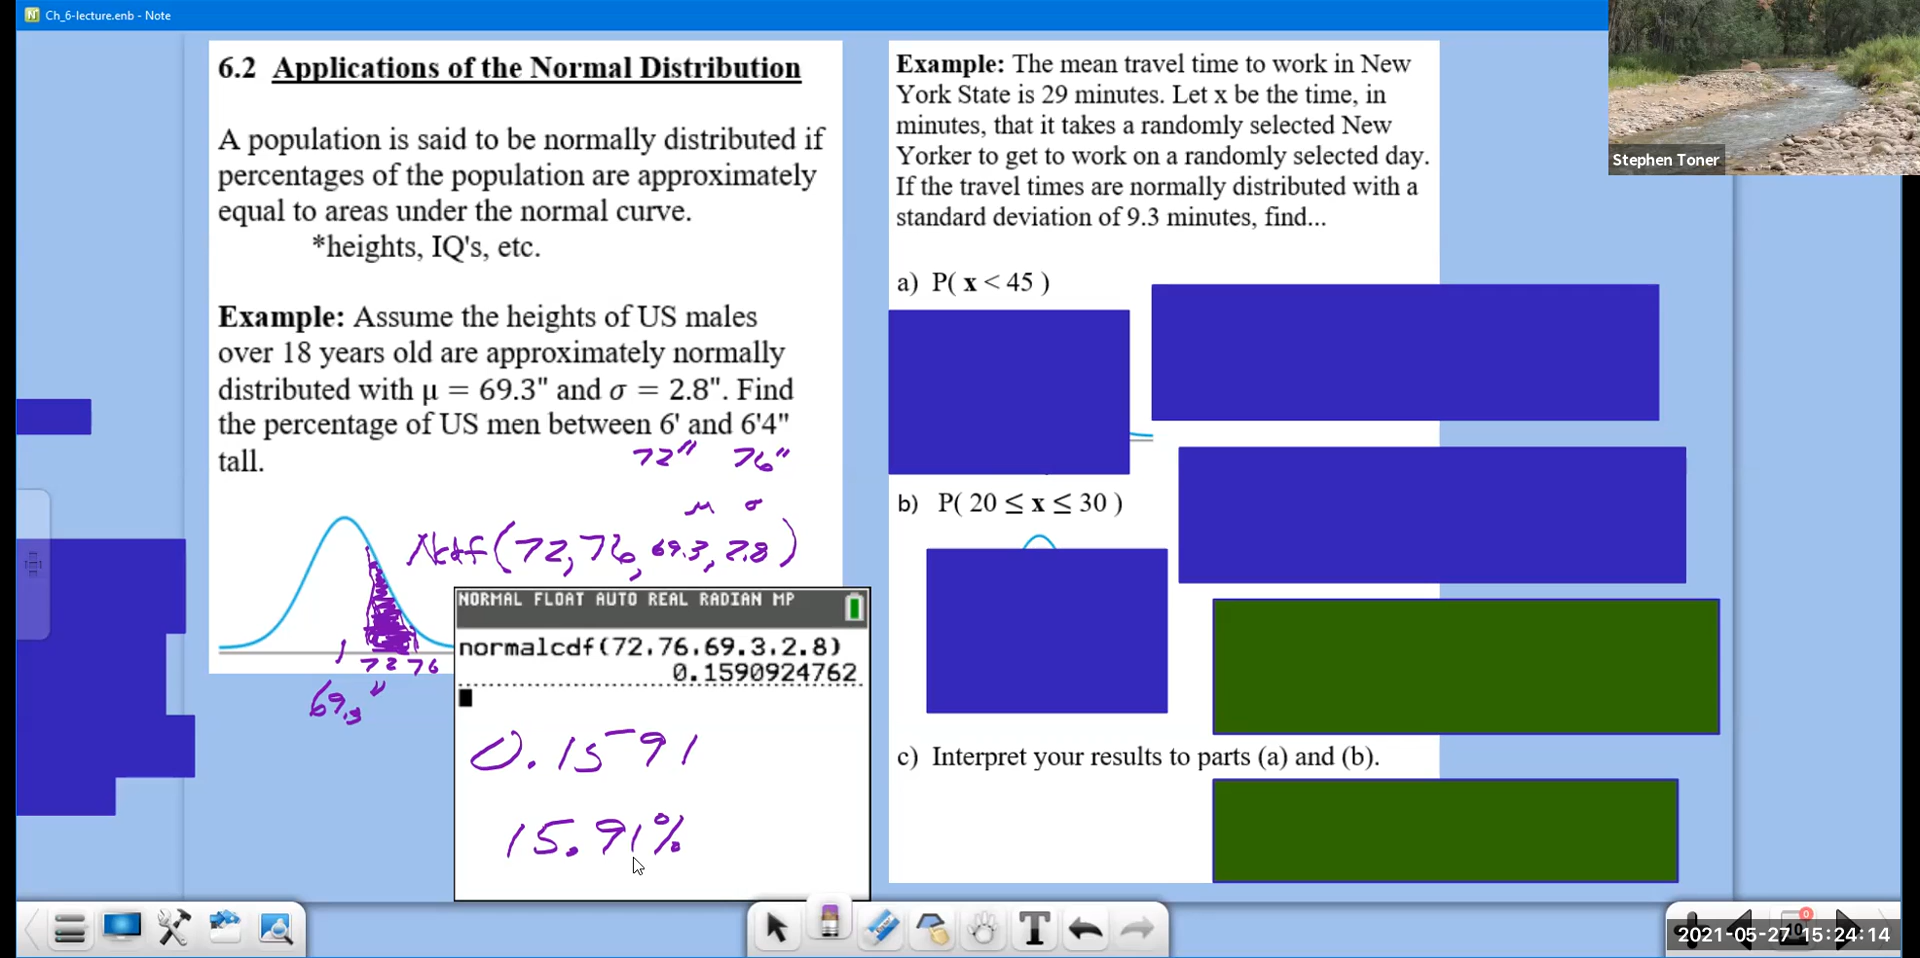 Ch_6-lecture.enb - Note
6.2 Applications of the Normal Distribution
A population is said to be normally distributed if
percentages of the population are approximately
equal to areas under the normal curve.
*heights, IQ's, etc.
Example: Assume the heights of US males
over 18 years old are approximately normally
distributed with μ = 69.3" and σ = 2.8". Find
the percentage of US men between 6' and 6'4"
tall.
72" 76"
μ σ
Ncdf(72,76,69.3,2.8)
72 76
69.3"
NORMAL FLOAT AUTO REAL RADIAN MP
normalcdf(72,76,69.3,2.8)
0.1590924762
0.1591
15.91%
Example: The mean travel time to work in New
York State is 29 minutes. Let x be the time, in
minutes, that it takes a randomly selected New
Yorker to get to work on a randomly selected day.
If the travel times are normally distributed with a
standard deviation of 9.3 minutes, find...
a) P( x < 45 )
b) P( 20 ≤ x ≤ 30 )
c) Interpret your results to parts (a) and (b).
Stephen Toner
T
0
10
2021-05-27 15:24:14